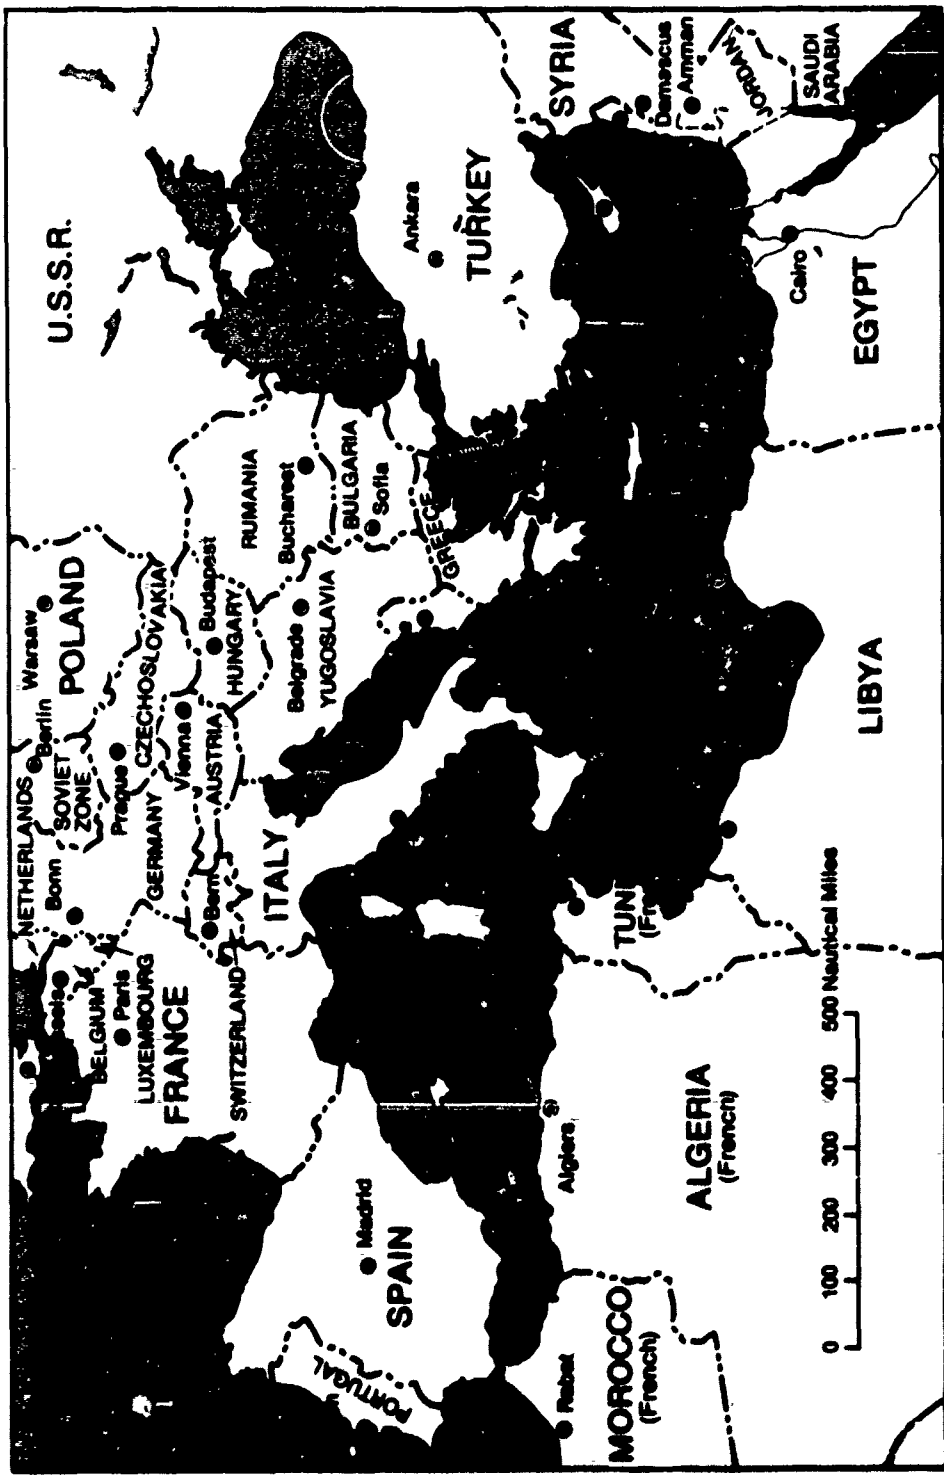 U.S.S.R.
NETHERLANDS
Berlin
Warsaw
Bonn
SOVIET
ZONE
POLAND
BELGIUM
Paris
Prague
LUXEMBOURG
GERMANY
CZECHOSLOVAKIA
FRANCE
Vienna
Bern
AUSTRIA
Budapest
HUNGARY
SWITZERLAND
RUMANIA
ITALY
Belgrade
Bucharest
YUGOSLAVIA
BULGARIA
Sofia
PORTUGAL
Madrid
SPAIN
GREECE
Ankara
TURKEY
SYRIA
Rabat
Algiers
MOROCCO
(French)
ALGERIA
(French)
Damascus
Amman
JORDAN
SAUDI
ARABIA
Cairo
LIBYA
EGYPT
0 100 200 300 400 500 Nautical Miles